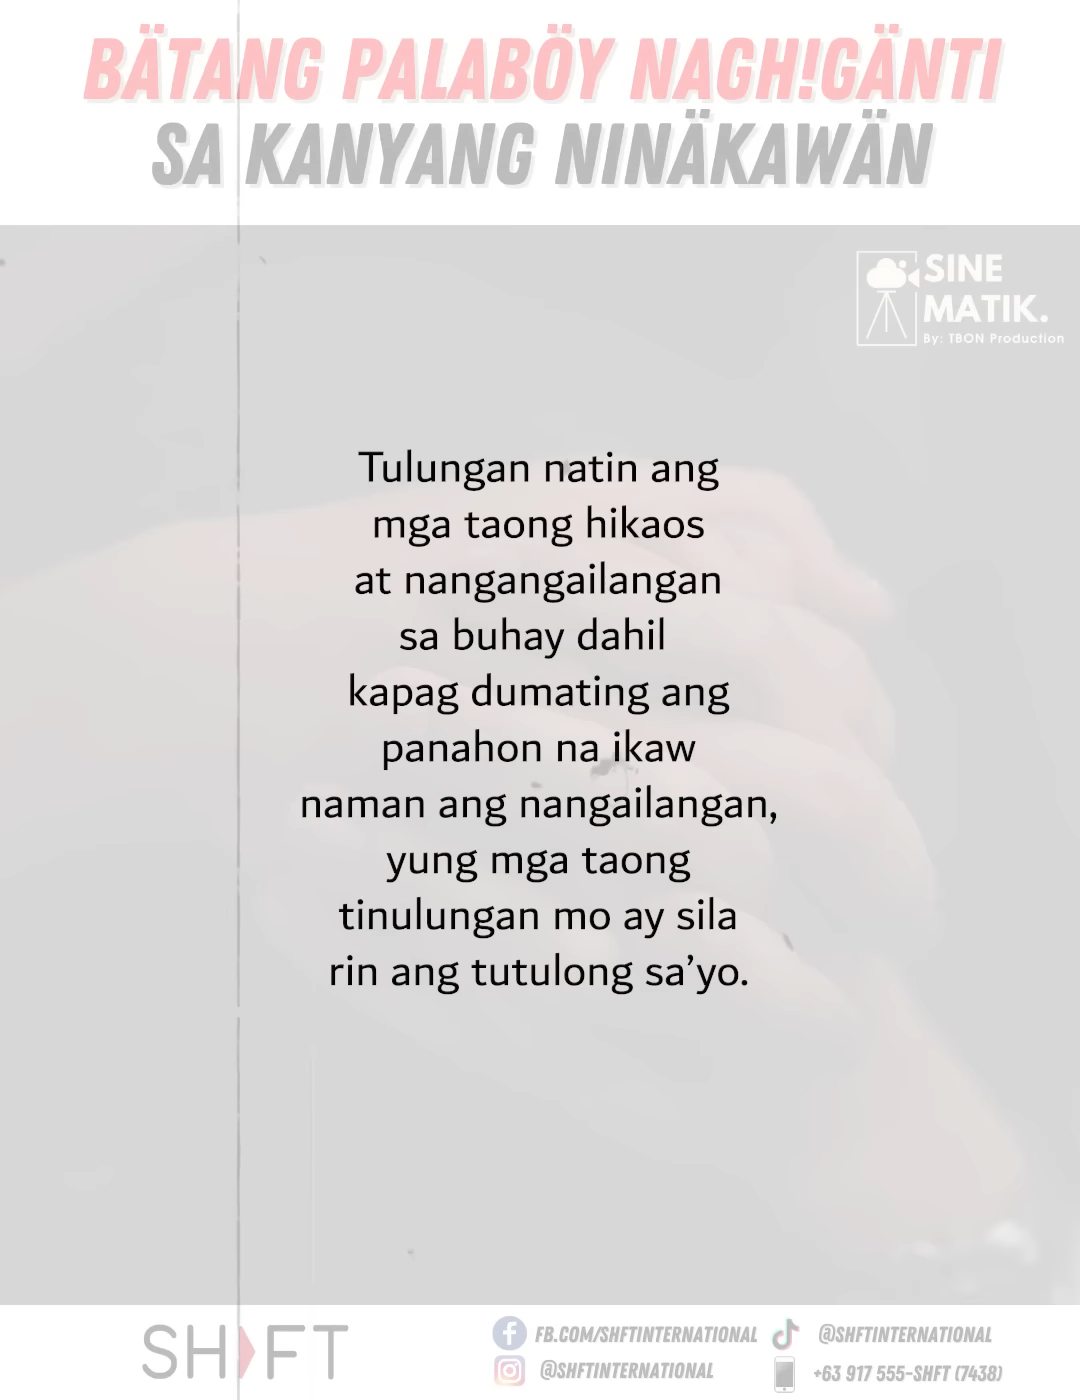 BÄTANG PALABÖY NAGH!GÄNTI
SA KANYANG NINÄKAWÄN
SINE
MATIK.
By: TBON Production
Tulungan natin ang
mga taong hikaos
at nangangailangan
sa buhay dahil
kapag dumating ang
panahon na ikaw
naman ang nangailangan,
yung mga taong
tinulungan mo ay sila
rin ang tutulong sa’yo.
SHIFT
FB.COM/SHFTINTERNATIONAL
@SHFTINTERNATIONAL
@SHFTINTERNATIONAL
+63 917 555-SHFT (7438)